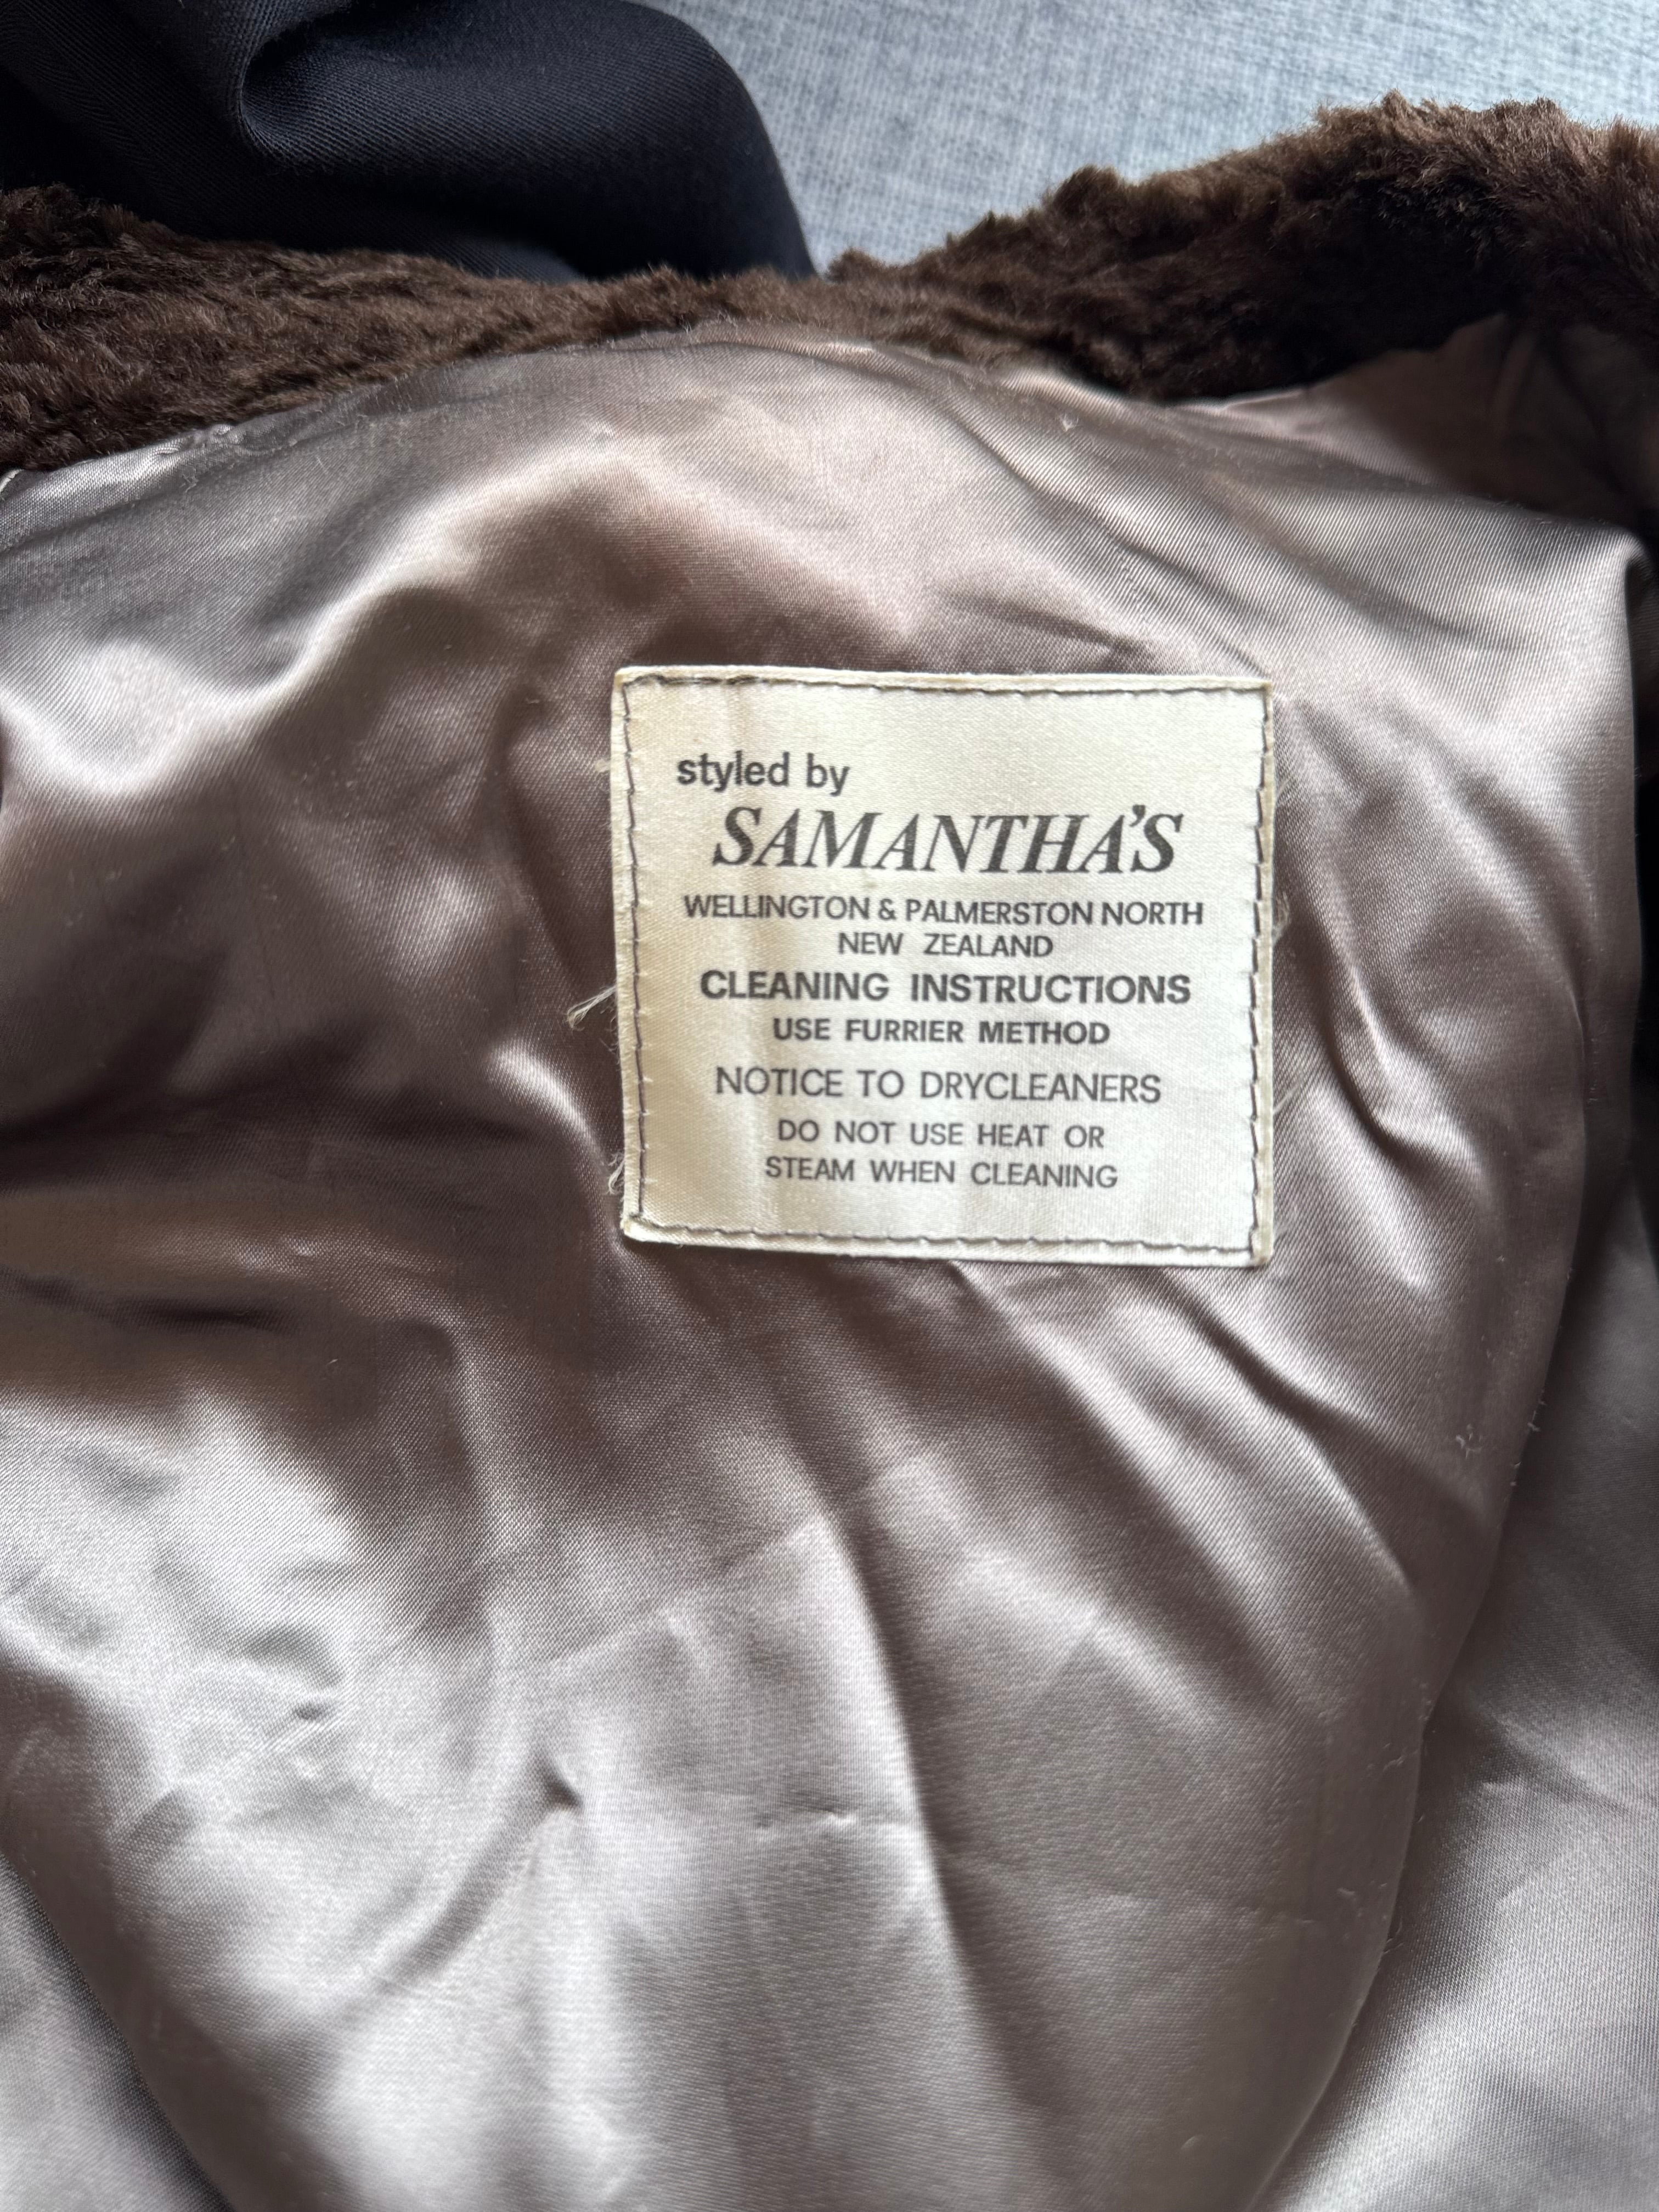 styled by
SAMANTHA'S
WELLINGTON & PALMERSTON NORTH
NEW ZEALAND
CLEANING INSTRUCTIONS
USE FURRIER METHOD
NOTICE TO DRYCLEANERS
DO NOT USE HEAT OR
STEAM WHEN CLEANING